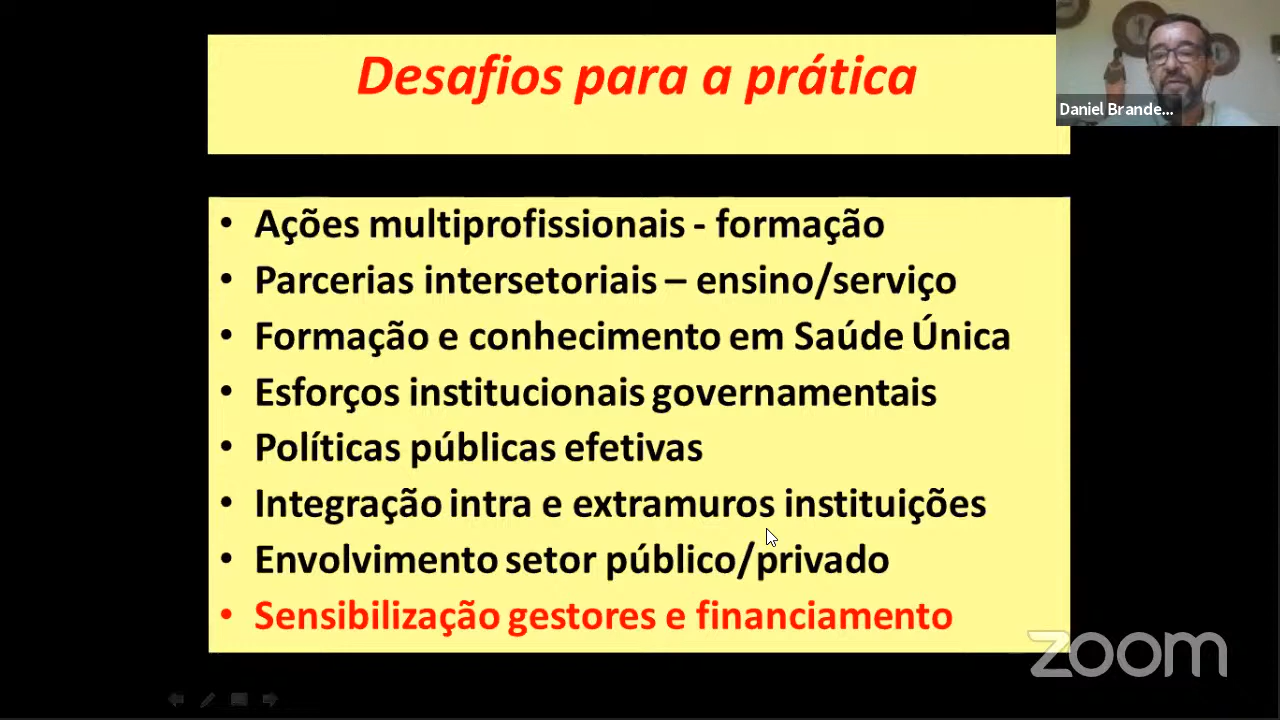 Desafios para a prática
Daniel Brande...
• Ações multiprofissionais - formação
• Parcerias intersetoriais – ensino/serviço
• Formação e conhecimento em Saúde Única
• Esforços institucionais governamentais
• Políticas públicas efetivas
• Integração intra e extramuros instituições
• Envolvimento setor público/privado
• Sensibilização gestores e financiamento
zoom